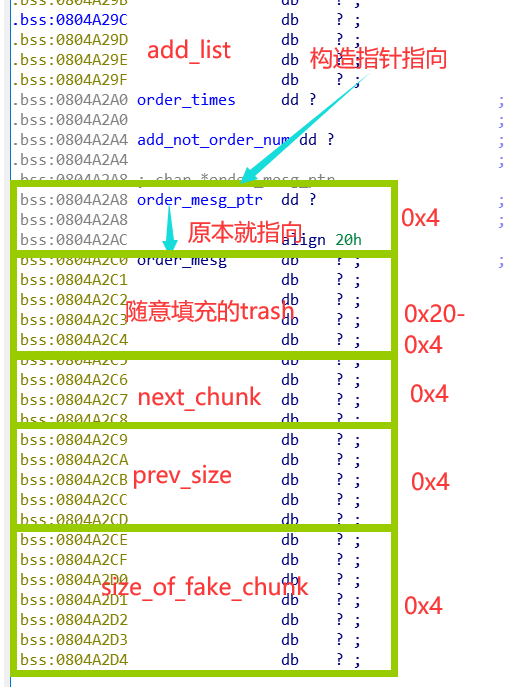 .bss:0804A29C db ? ;
.bss:0804A29D db ? ;
.bss:0804A29E db ? ;
.bss:0804A29F db ? ;
add_list
构造指针指向
.bss:0804A2A0 order_times dd ? ;
.bss:0804A2A0 ;
.bss:0804A2A4 add_not_order_num dd ? ;
.bss:0804A2A4 ;
.bss:0804A2A8 ; char *order_mesg_ptr
bss:0804A2A8 order_mesg_ptr dd ? ;
bss:0804A2A8 ;
原本就指向
0x4
bss:0804A2AC align 20h
bss:0804A2C0 order_mesg db ? ;
bss:0804A2C1 db ? ;
bss:0804A2C2 db ? ;
bss:0804A2C3 db ? ;
bss:0804A2C4 db ? ;
随意填充的trash
0x20-
0x4
bss:0804A2C5 db ? ;
bss:0804A2C6 db ? ;
bss:0804A2C7 db ? ;
bss:0804A2C8 db ? ;
next_chunk
0x4
bss:0804A2C9 db ? ;
bss:0804A2CA db ? ;
bss:0804A2CB db ? ;
bss:0804A2CC db ? ;
bss:0804A2CD db ? ;
prev_size
0x4
bss:0804A2CE db ? ;
bss:0804A2CF db ? ;
bss:0804A2D0 db ? ;
bss:0804A2D1 db ? ;
bss:0804A2D2 db ? ;
bss:0804A2D3 db ? ;
bss:0804A2D4 db ? ;
size_of_fake_chunk
0x4